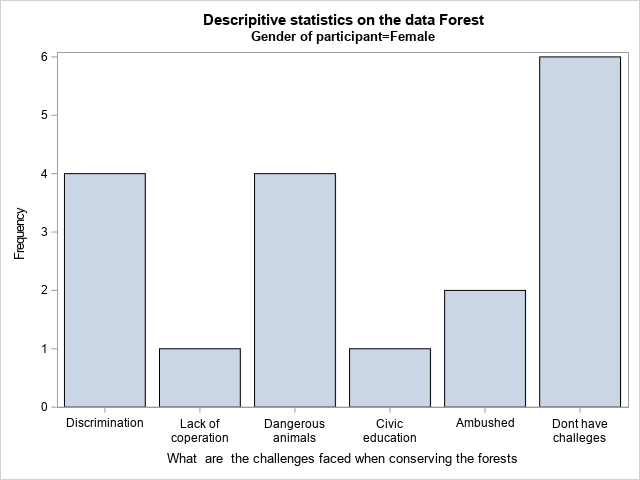 Descripitive statistics on the data Forest
Gender of participant=Female
6
5
4
3
2
1
0
Frequency
Discrimination
Lack of
coperation
Dangerous
animals
Civic
education
Ambushed
Dont have
challeges
What  are  the challenges faced when conserving the forests